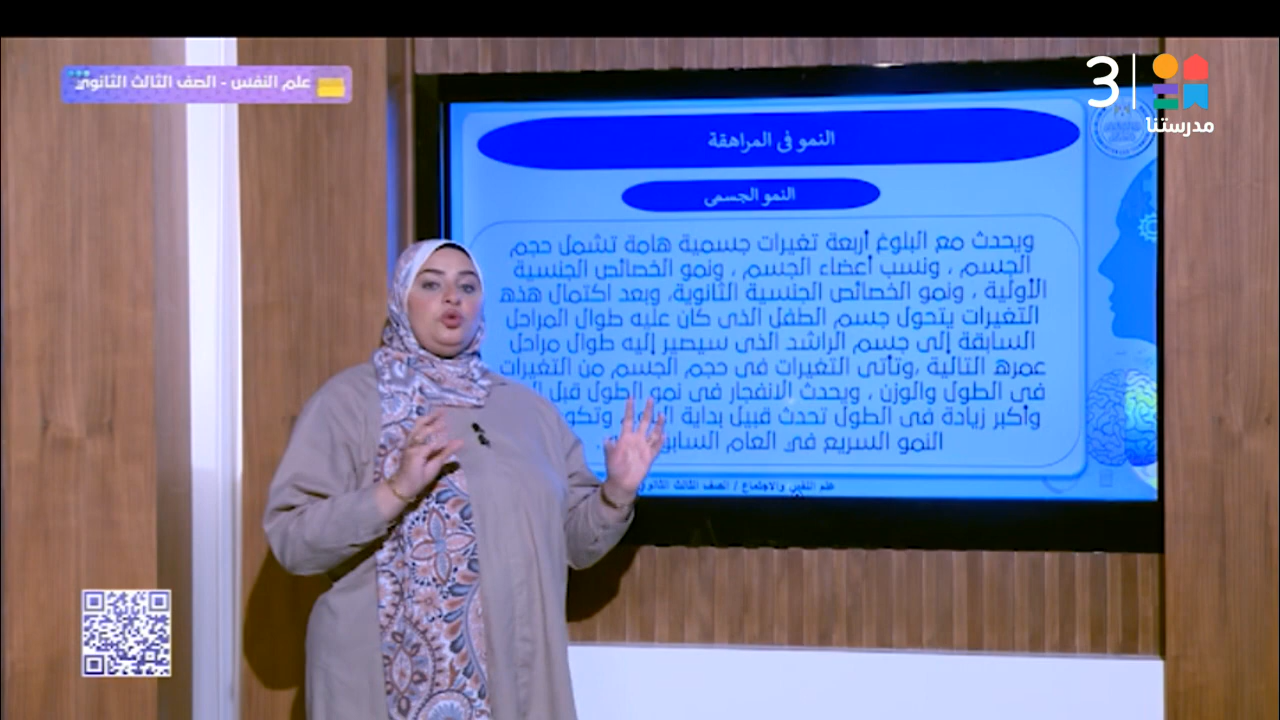 علم النفس - الصف الثالث الثانوي
3
مدرستنا
النمو فى المراهقة
النمو الجسمى
ويحدث مع البلوغ أربعة تغيرات جسمية هامة تشمل حجم
الجسم ، ونسب أعضاء الجسم ، ونمو الخصائص الجنسية
الأولية ، ونمو الخصائص الجنسية الثانوية، وبعد اكتمال هذه
التغيرات يتحول جسم الطفل الذى كان عليه طوال المراحل
السابقة إلى جسم الراشد الذى سيصير إليه طوال مراحل
عمره التالية ،وتأتى التغيرات فى حجم الجسم من التغيرات
فى الطول والوزن ، ويحدث الانفجار فى نمو الطول قبل
وأكبر زيادة فى الطول تحدث قبيل بداية
النمو السريع في العام
علم النفس والاجتماع / الصف الثالث الثانوي